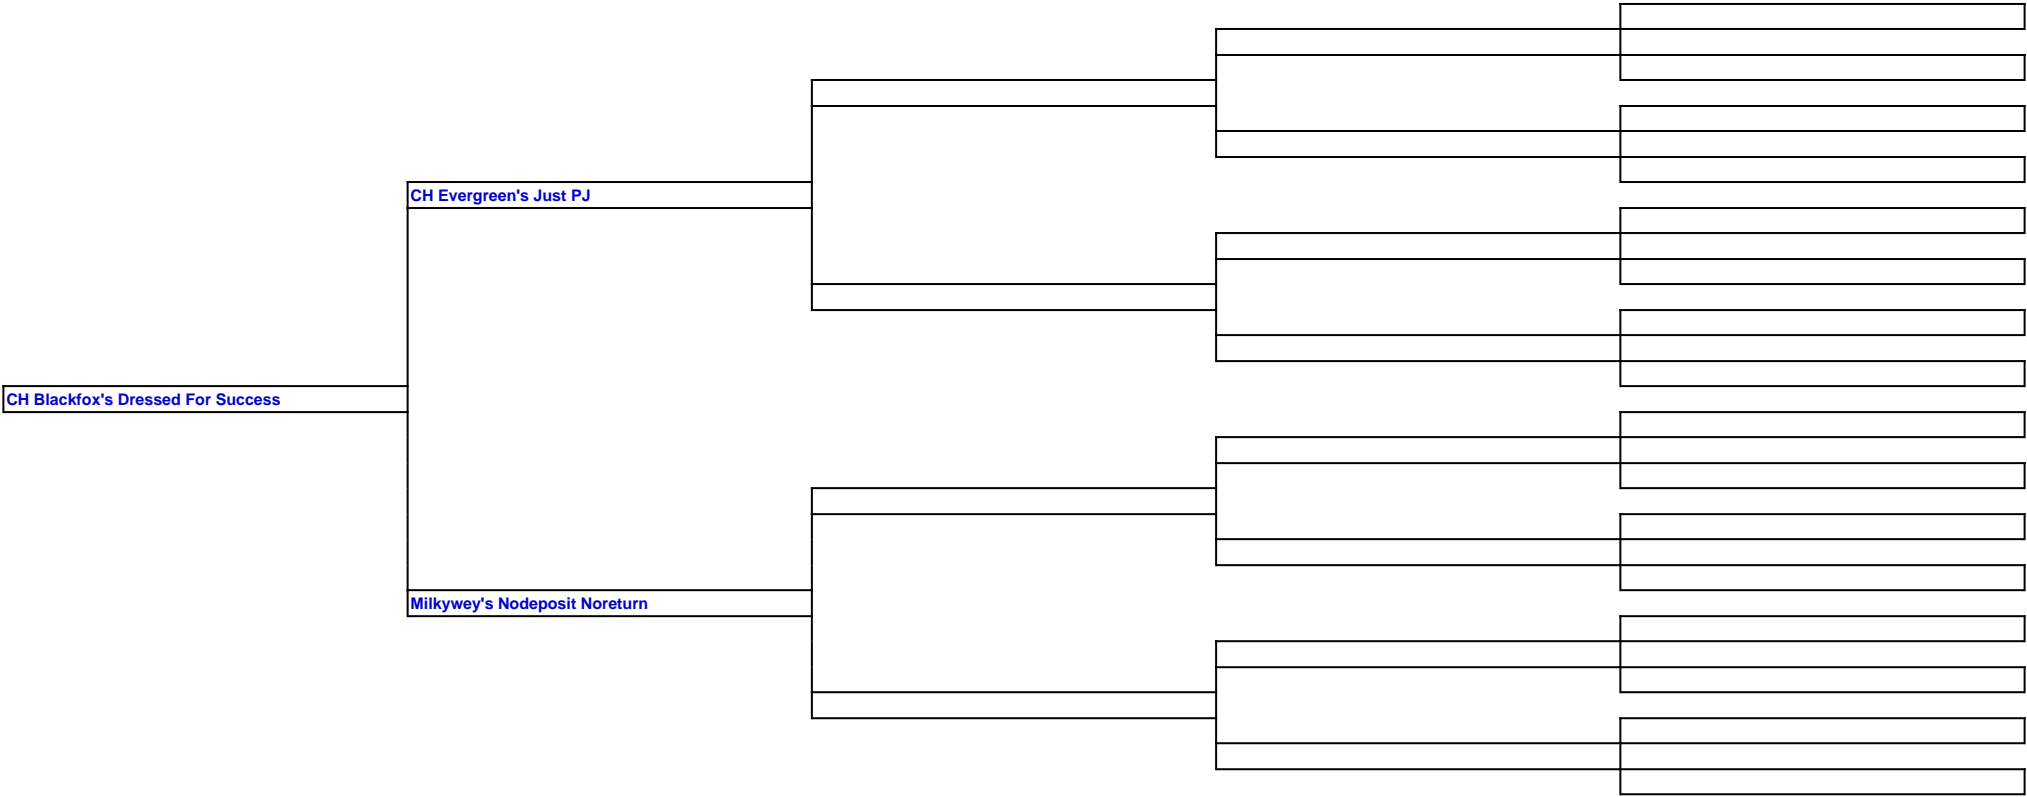 CH Evergreen's Just PJ
CH Blackfox's Dressed For Success
Milkywey's Nodeposit Noreturn